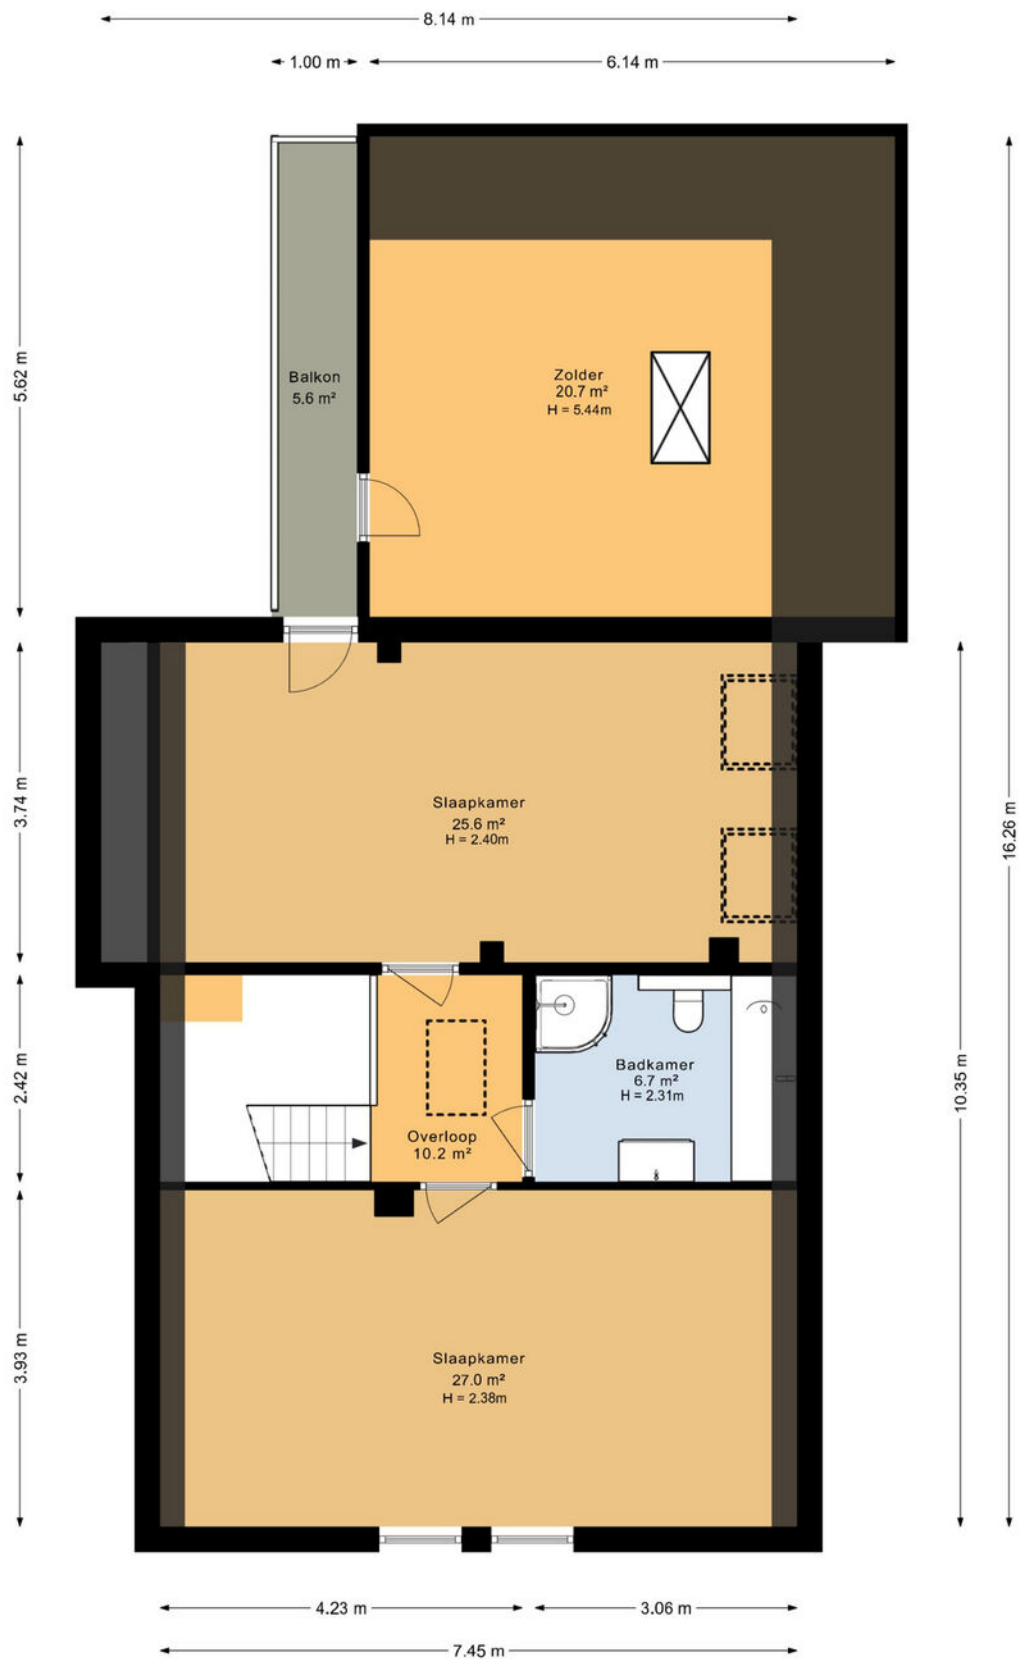 8.14 m
1.00 m
6.14 m
5.62 m
Balkon
5.6 m²
Zolder
20.7 m²
H = 5.44m
3.74 m
Slaapkamer
25.6 m²
H = 2.40m
16.26 m
2.42 m
Badkamer
6.7 m²
H = 2.31m
10.35 m
Overloop
10.2 m²
3.93 m
Slaapkamer
27.0 m²
H = 2.38m
4.23 m
3.06 m
7.45 m